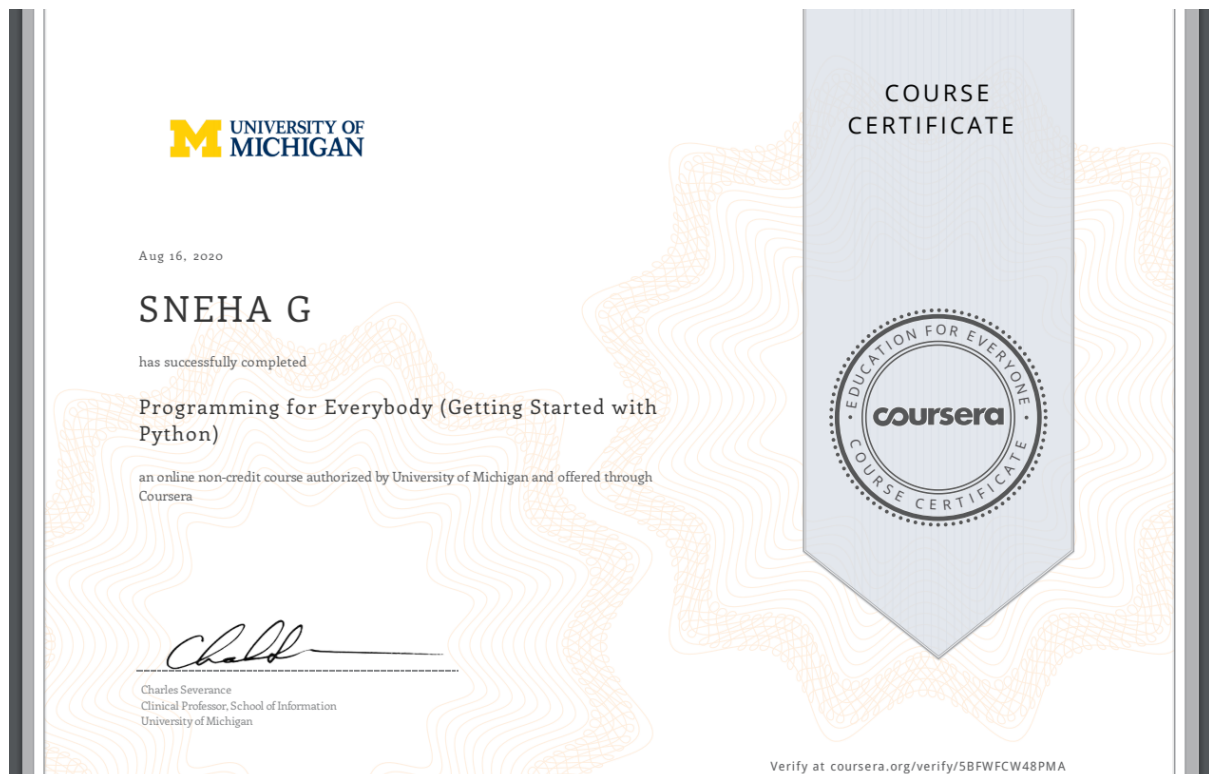 UNIVERSITY OF
MICHIGAN
COURSE
CERTIFICATE
Aug 16, 2020
SNEHA G
has successfully completed
Programming for Everybody (Getting Started with
Python)
an online non-credit course authorized by University of Michigan and offered through
Coursera
EDUCATION FOR EVERYONE
coursera
COURSE CERTIFICATE
Charles Severance
Clinical Professor, School of Information
University of Michigan
Verify at coursera.org/verify/5BFWFCW48PMA